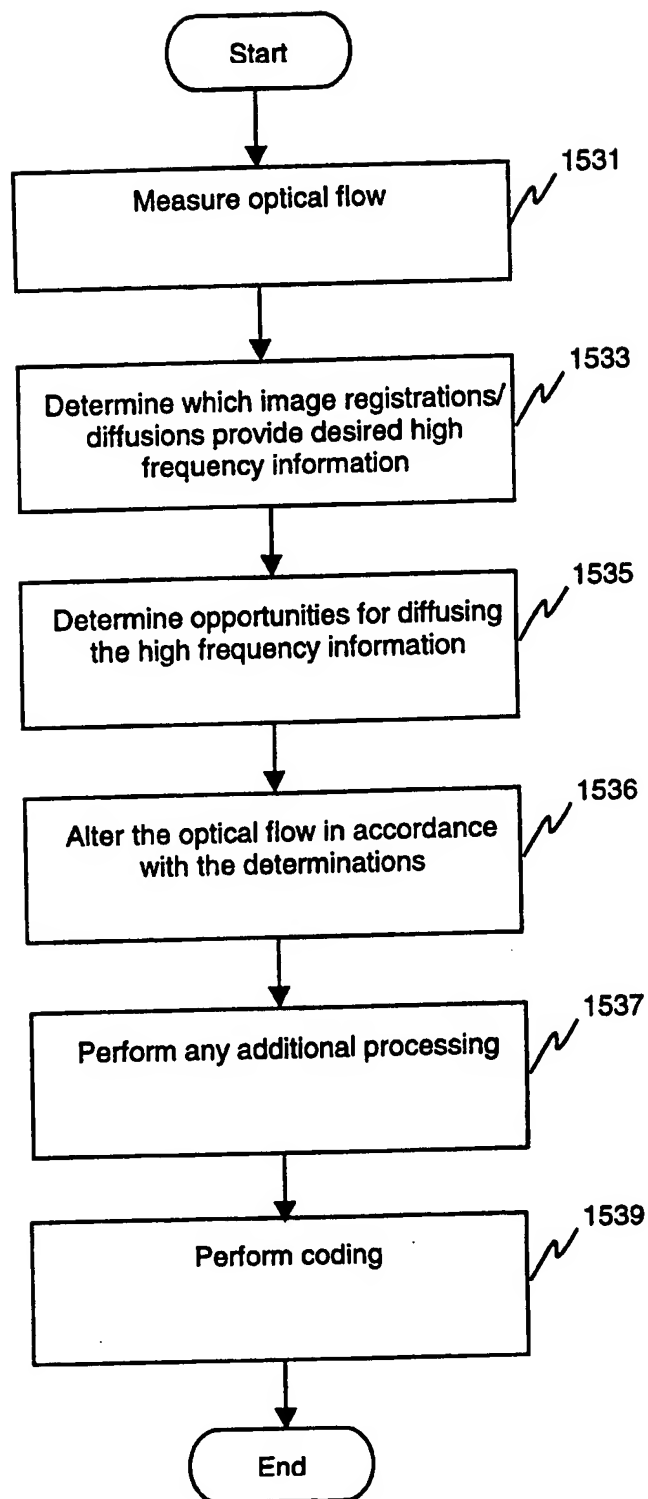 Start
1531
Measure optical flow
1533
Determine which image registrations/
diffusions provide desired high
frequency information
1535
Determine opportunities for diffusing
the high frequency information
1536
Alter the optical flow in accordance
with the determinations
1537
Perform any additional processing
1539
Perform coding
End